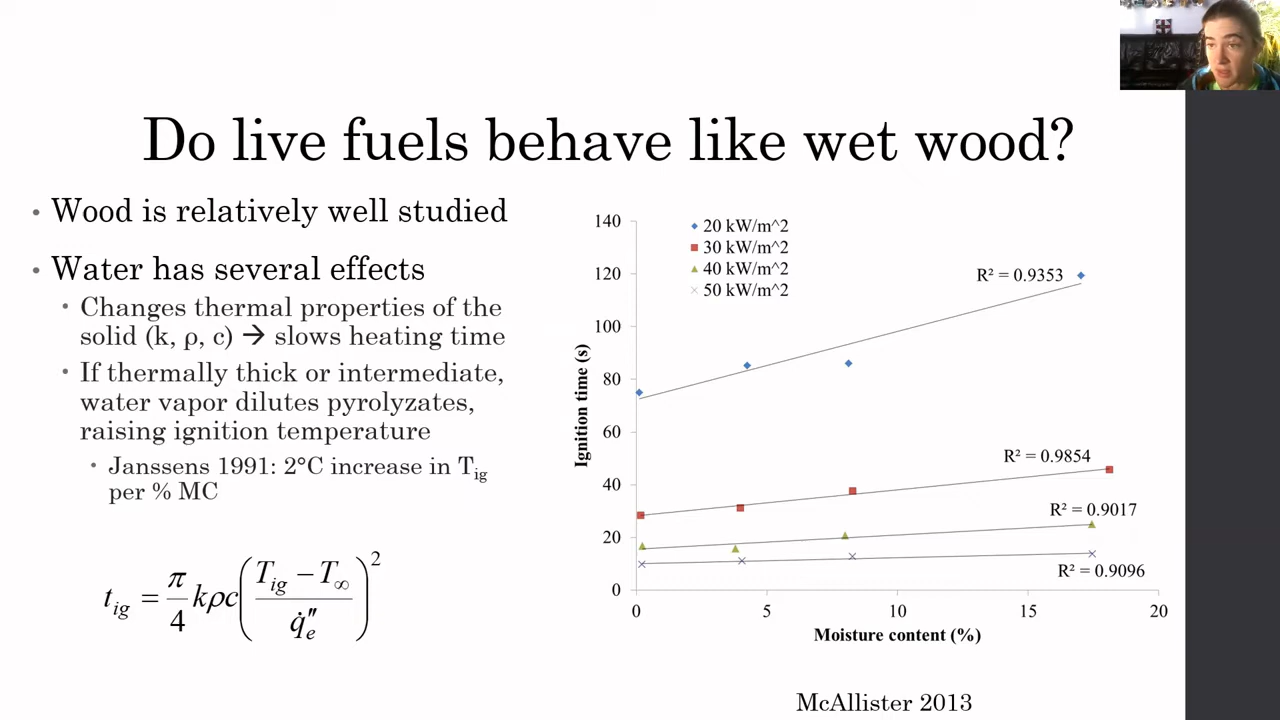 Do live fuels behave like wet wood?
• Wood is relatively well studied
• Water has several effects
• Changes thermal properties of the
solid (k, ρ, c) → slows heating time
• If thermally thick or intermediate,
water vapor dilutes pyrolyzates,
raising ignition temperature
• Janssens 1991: 2°C increase in T_ig
per % MC
t_ig = π/4 kρc((T_ig − T_∞)/q̇″_e)²
140
120
100
80
60
40
20
0
Ignition time (s)
20 kW/m^2
30 kW/m^2
40 kW/m^2
50 kW/m^2
R² = 0.9353
R² = 0.9854
R² = 0.9017
R² = 0.9096
0 5 10 15 20
Moisture content (%)
McAllister 2013